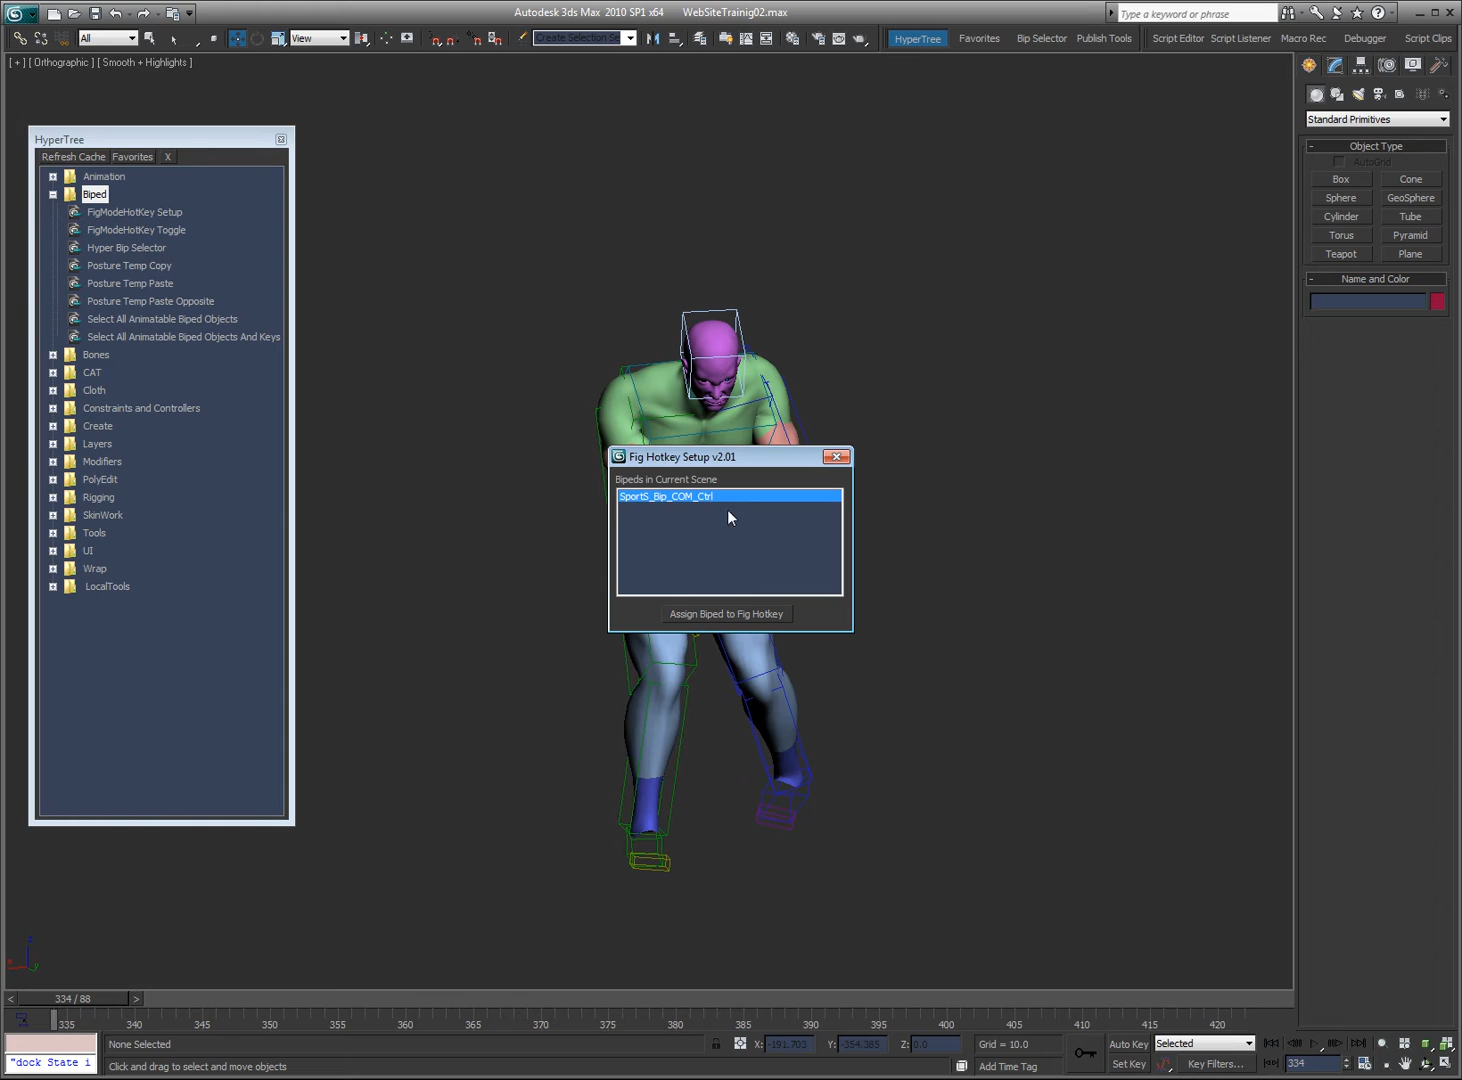 Autodesk 3ds Max 2010 SP1 x64 WebSiteTrainig02.max
Type a keyword or phrase
All
View
Create Selection Se
HyperTree Favorites Bip Selector Publish Tools Script Editor Script Listener Macro Rec Debugger Script Clips
[ + ] [ Orthographic ] [ Smooth + Highlights ]
HyperTree
Refresh Cache Favorites X
Animation
Biped
FigModeHotKey Setup
FigModeHotKey Toggle
Hyper Bip Selector
Posture Temp Copy
Posture Temp Paste
Posture Temp Paste Opposite
Select All Animatable Biped Objects
Select All Animatable Biped Objects And Keys
Bones
CAT
Cloth
Constraints and Controllers
Create
Layers
Modifiers
PolyEdit
Rigging
SkinWork
Tools
UI
Wrap
LocalTools
Fig Hotkey Setup v2.01
Bipeds in Current Scene
SportS_Bip_COM_Ctrl
Assign Biped to Fig Hotkey
Standard Primitives
Object Type
AutoGrid
Box Cone
Sphere GeoSphere
Cylinder Tube
Torus Pyramid
Teapot Plane
Name and Color
z
x
y
< 334 / 88 >
335 340 345 350 355 360 365 370 375 380 385 390 395 400 405 410 415 420
"dock State i
None Selected
X: -191.703 Y: -354.385 Z: 0.0 Grid = 10.0
Click and drag to select and move objects
Add Time Tag
Auto Key Selected
Set Key Key Filters...
334